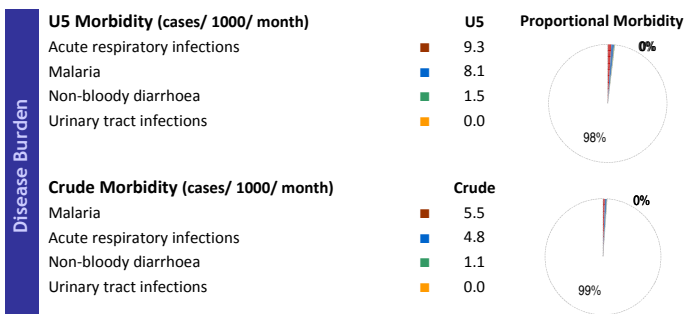 Disease Burden
U5 Morbidity (cases/ 1000/ month) U5 Proportional Morbidity
Acute respiratory infections 9.3
Malaria 8.1
Non-bloody diarrhoea 1.5
Urinary tract infections 0.0
0%
98%
Crude Morbidity (cases/ 1000/ month) Crude
Malaria 5.5
Acute respiratory infections 4.8
Non-bloody diarrhoea 1.1
Urinary tract infections 0.0
0%
99%